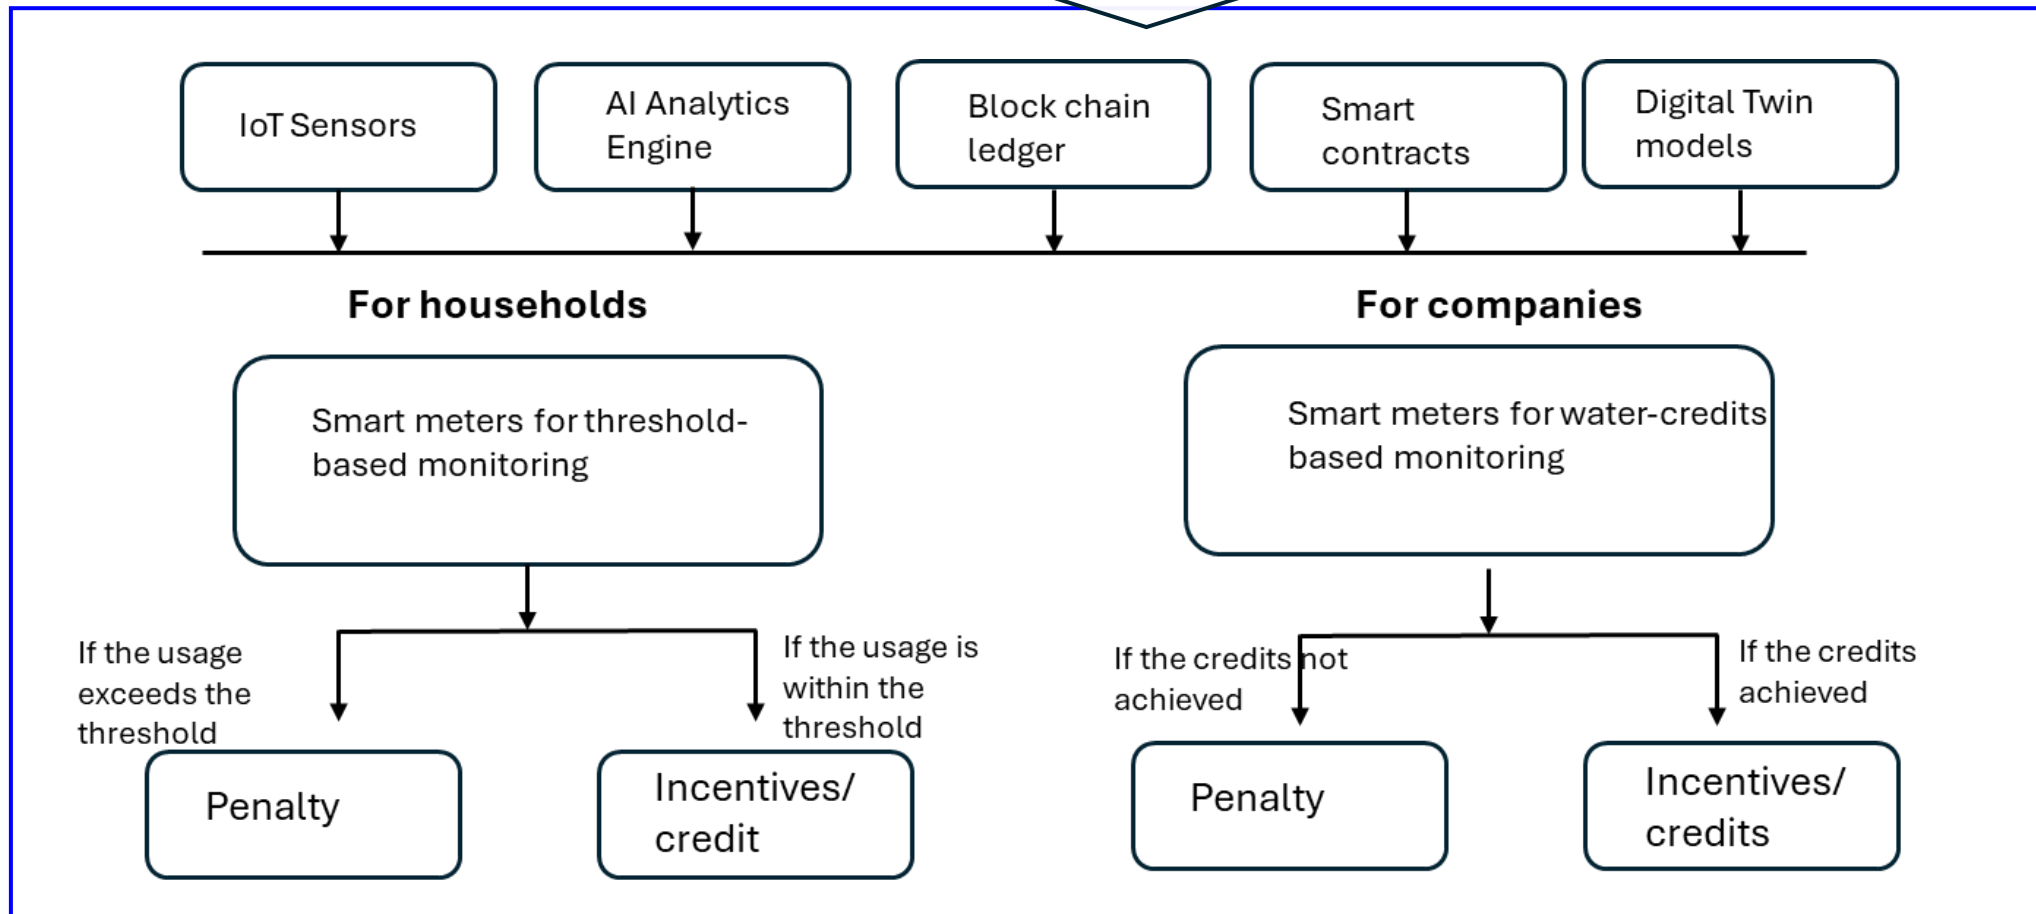 IoT Sensors
AI Analytics
Engine
Block chain
ledger
Smart
contracts
Digital Twin
models
For households
For companies
Smart meters for threshold-
based monitoring
Smart meters for water-credits
based monitoring
If the usage
exceeds the
threshold
If the usage is
within the
threshold
If the credits not
achieved
If the credits
achieved
Penalty
Incentives/
credit
Penalty
Incentives/
credits